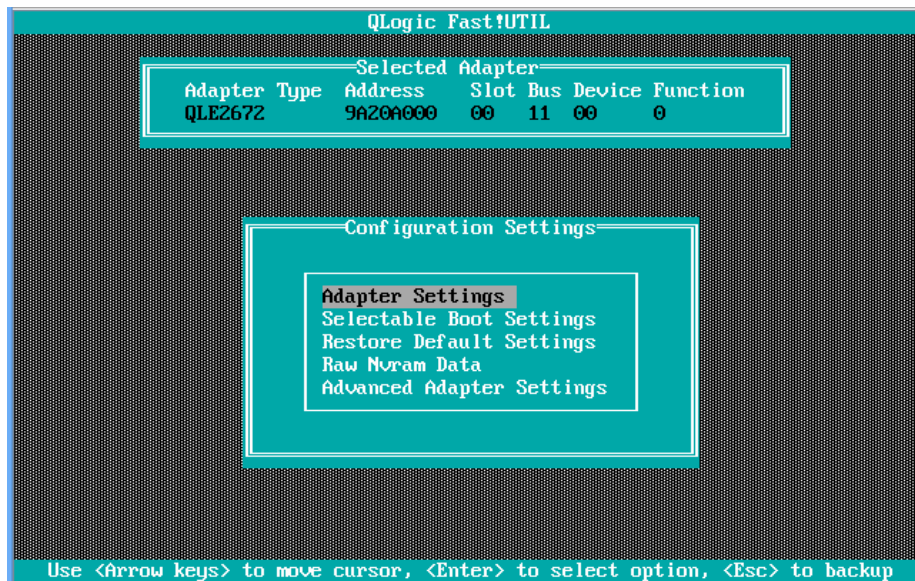 QLogic Fast!UTIL
Selected Adapter
Adapter Type Address Slot Bus Device Function
QLE2672 9A20A000 00 11 00 0
Configuration Settings
Adapter Settings
Selectable Boot Settings
Restore Default Settings
Raw Nvram Data
Advanced Adapter Settings
Use <Arrow keys> to move cursor, <Enter> to select option, <Esc> to backup